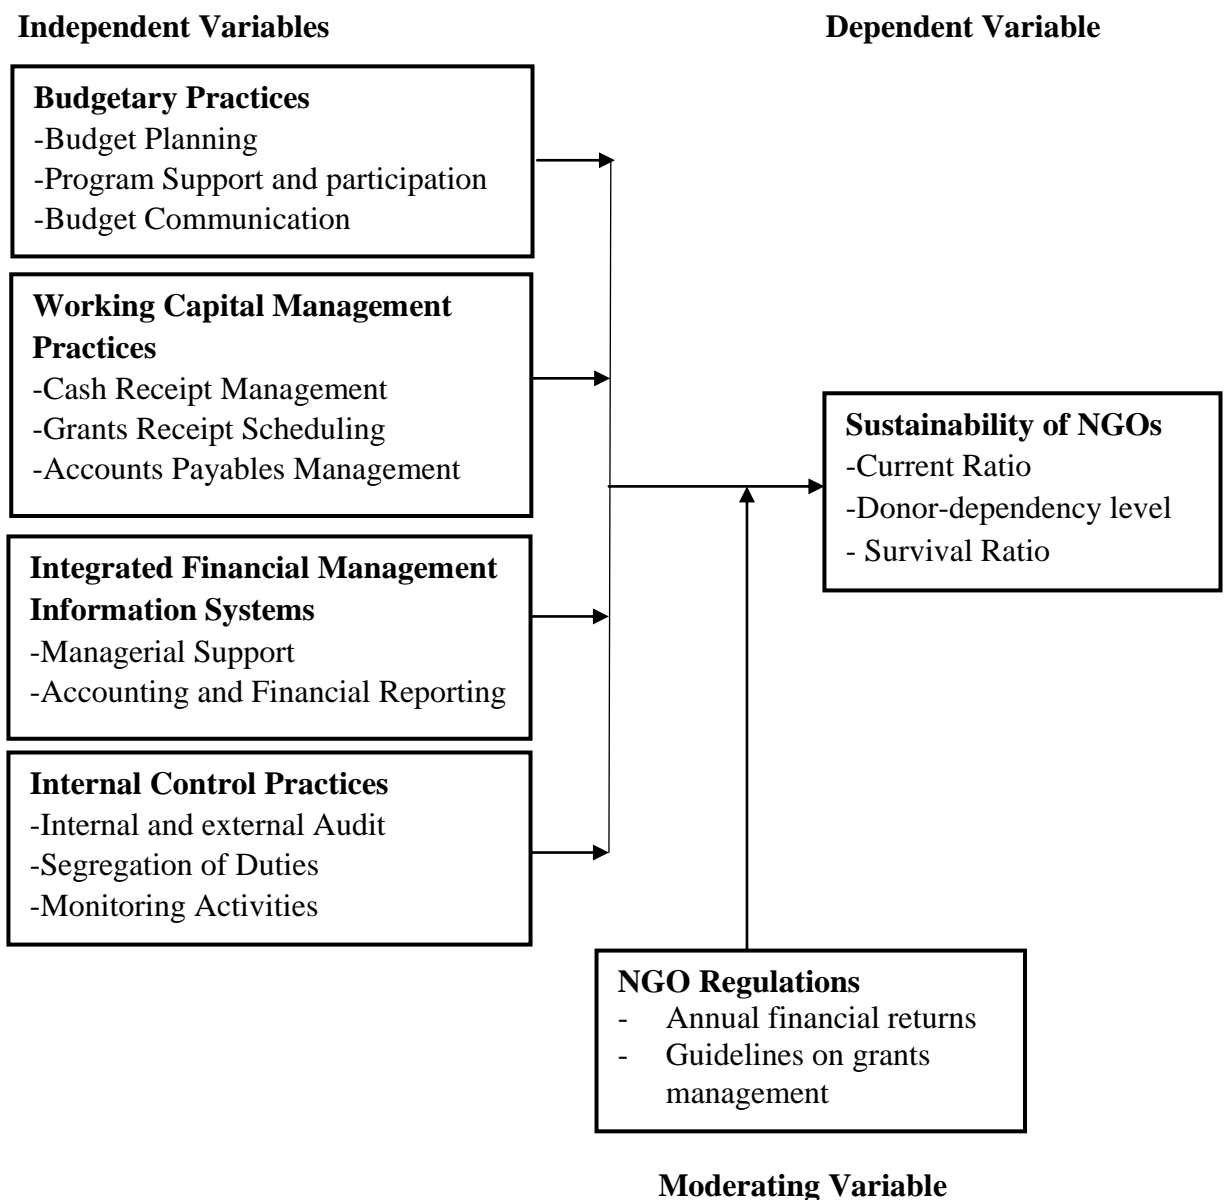 Independent Variables
Dependent Variable
Budgetary Practices
-Budget Planning
-Program Support and participation
-Budget Communication
Working Capital Management
Practices
-Cash Receipt Management
-Grants Receipt Scheduling
-Accounts Payables Management
Integrated Financial Management
Information Systems
-Managerial Support
-Accounting and Financial Reporting
Internal Control Practices
-Internal and external Audit
-Segregation of Duties
-Monitoring Activities
Sustainability of NGOs
-Current Ratio
-Donor-dependency level
- Survival Ratio
NGO Regulations
- Annual financial returns
- Guidelines on grants
management
Moderating Variable